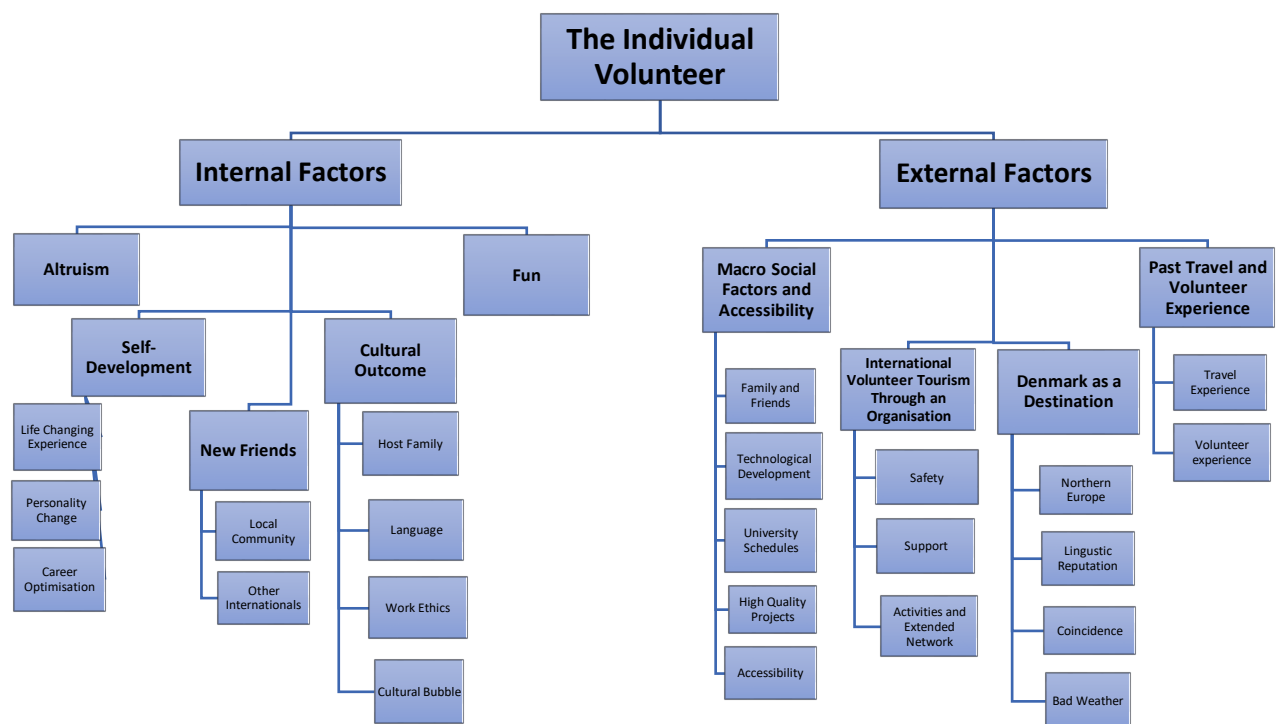 The Individual
Volunteer
Internal Factors
External Factors
Altruism
Fun
Self-
Development
Cultural
Outcome
New Friends
Life Changing
Experience
Personality
Change
Career
Optimisation
Local
Community
Other
Internationals
Host Family
Language
Work Ethics
Cultural Bubble
Macro Social
Factors and
Accessibility
Past Travel and
Volunteer
Experience
International
Volunteer Tourism
Through an
Organisation
Denmark as a
Destination
Family and
Friends
Technological
Development
University
Schedules
High Quality
Projects
Accessibility
Safety
Support
Activities and
Extended
Network
Northern
Europe
Lingustic
Reputation
Coincidence
Bad Weather
Travel
Experience
Volunteer
experience